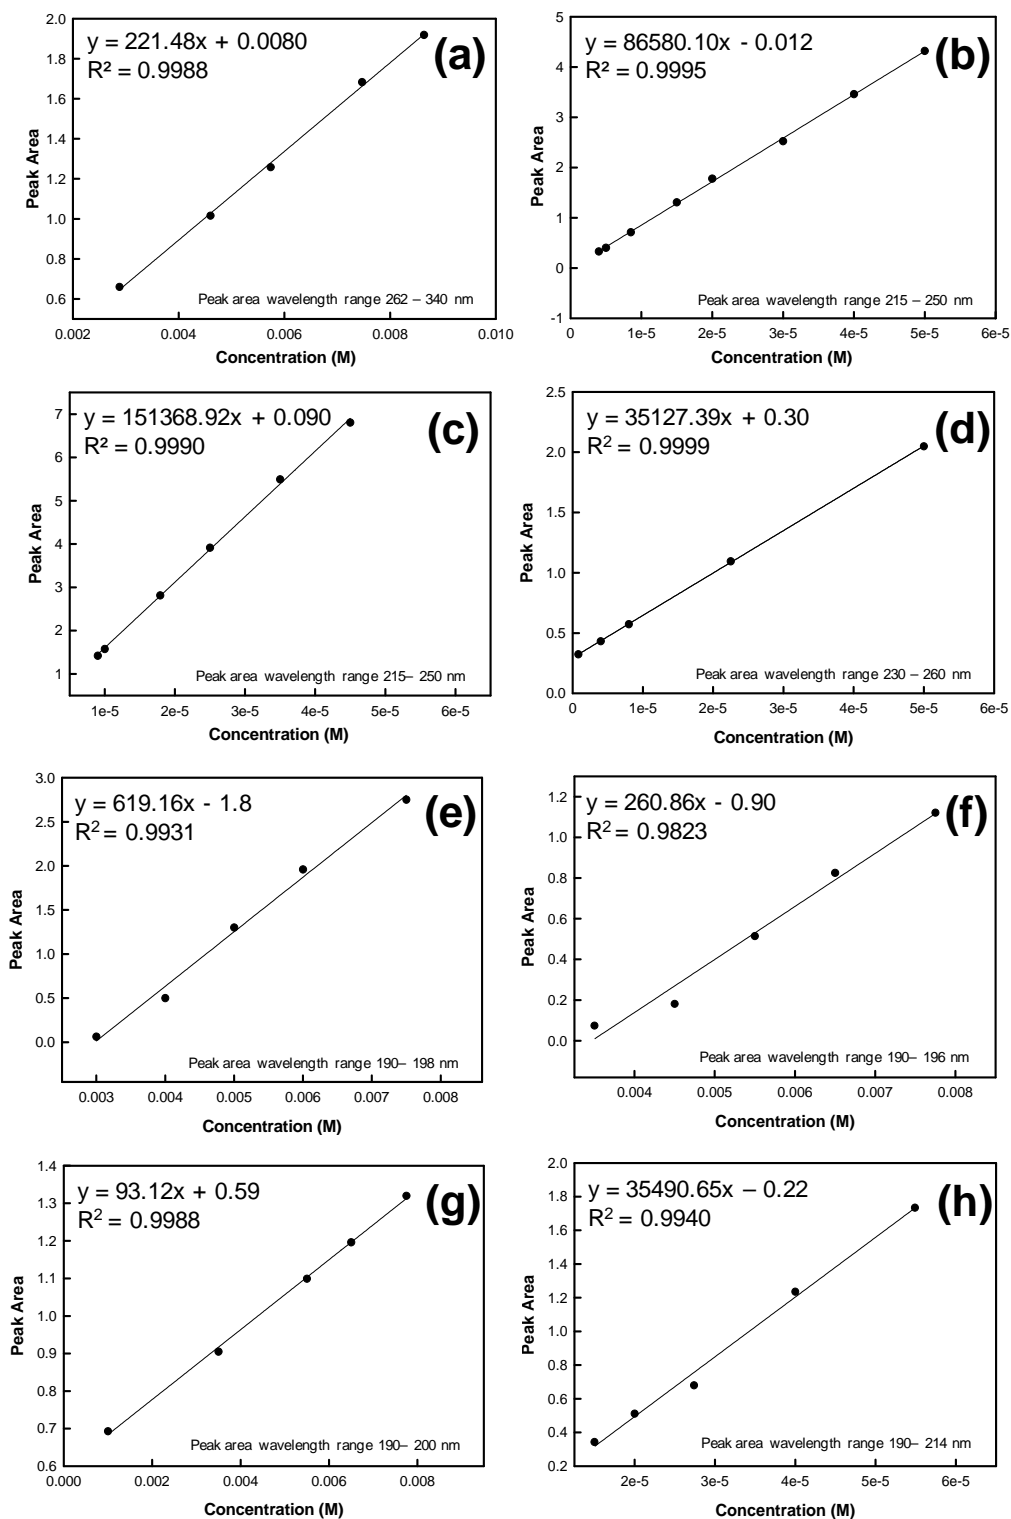 y = 221.48x + 0.0080
R² = 0.9988
(a)
2.0
1.8
1.6
1.4
1.2
1.0
0.8
0.6
Peak Area
Peak area wavelength range 262 – 340 nm
0.002 0.004 0.006 0.008 0.010
Concentration (M)
y = 86580.10x - 0.012
R² = 0.9995
(b)
5
4
3
2
1
0
-1
Peak Area
Peak area wavelength range 215 – 250 nm
0 1e-5 2e-5 3e-5 4e-5 5e-5 6e-5
Concentration (M)
y = 151368.92x + 0.090
R² = 0.9990
(c)
7
6
5
4
3
2
1
Peak Area
Peak area wavelength range 215– 250 nm
1e-5 2e-5 3e-5 4e-5 5e-5 6e-5
Concentration (M)
y = 35127.39x + 0.30
R² = 0.9999
(d)
2.5
2.0
1.5
1.0
0.5
0.0
Peak Area
Peak area wavelength range 230 – 260 nm
0 1e-5 2e-5 3e-5 4e-5 5e-5 6e-5
Concentration (M)
y = 619.16x - 1.8
R² = 0.9931
(e)
3.0
2.5
2.0
1.5
1.0
0.5
0.0
Peak Area
Peak area wavelength range 190– 198 nm
0.003 0.004 0.005 0.006 0.007 0.008
Concentration (M)
y = 260.86x - 0.90
R² = 0.9823
(f)
1.2
1.0
0.8
0.6
0.4
0.2
0.0
Peak Area
Peak area wavelength range 190– 196 nm
0.004 0.005 0.006 0.007 0.008
Concentration (M)
y = 93.12x + 0.59
R² = 0.9988
(g)
1.4
1.3
1.2
1.1
1.0
0.9
0.8
0.7
0.6
Peak Area
Peak area wavelength range 190– 200 nm
0.000 0.002 0.004 0.006 0.008
Concentration (M)
y = 35490.65x – 0.22
R² = 0.9940
(h)
2.0
1.8
1.6
1.4
1.2
1.0
0.8
0.6
0.4
0.2
Peak Area
Peak area wavelength range 190– 214 nm
2e-5 3e-5 4e-5 5e-5 6e-5
Concentration (M)